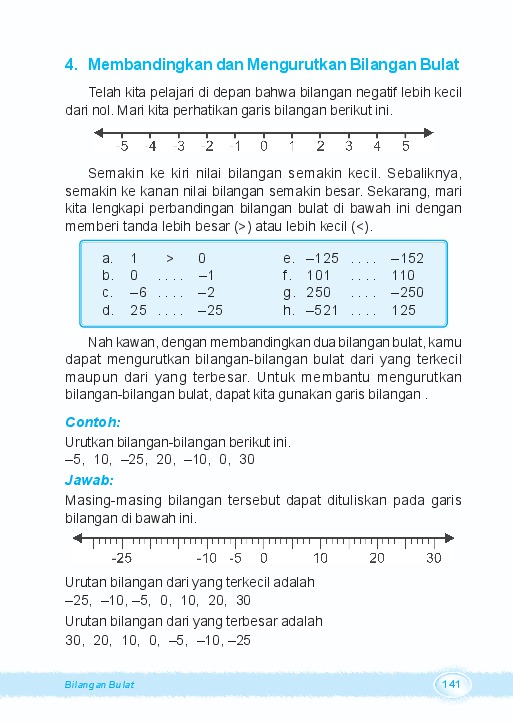 4. Membandingkan dan Mengurutkan Bilangan Bulat
Telah kita pelajari di depan bahwa bilangan negatif lebih kecil
dari nol. Mari kita perhatikan garis bilangan berikut ini.
-5 -4 -3 -2 -1 0 1 2 3 4 5
Semakin ke kiri nilai bilangan semakin kecil. Sebaliknya,
semakin ke kanan nilai bilangan semakin besar. Sekarang, mari
kita lengkapi perbandingan bilangan bulat di bawah ini dengan
memberi tanda lebih besar (>) atau lebih kecil (<).
a. 1 > 0
b. 0 . . . . –1
c. –6 . . . . –2
d. 25 . . . . –25
e. –125 . . . . –152
f. 101 . . . . 110
g. 250 . . . . –250
h. –521 . . . . 125
Nah kawan, dengan membandingkan dua bilangan bulat, kamu
dapat mengurutkan bilangan-bilangan bulat dari yang terkecil
maupun dari yang terbesar. Untuk membantu mengurutkan
bilangan-bilangan bulat, dapat kita gunakan garis bilangan .
Contoh:
Urutkan bilangan-bilangan berikut ini.
–5, 10, –25, 20, –10, 0, 30
Jawab:
Masing-masing bilangan tersebut dapat dituliskan pada garis
bilangan di bawah ini.
-25 -10 -5 0 10 20 30
Urutan bilangan dari yang terkecil adalah
–25, –10, –5, 0, 10, 20, 30
Urutan bilangan dari yang terbesar adalah
30, 20, 10, 0, –5, –10, –25
Bilangan Bulat 141